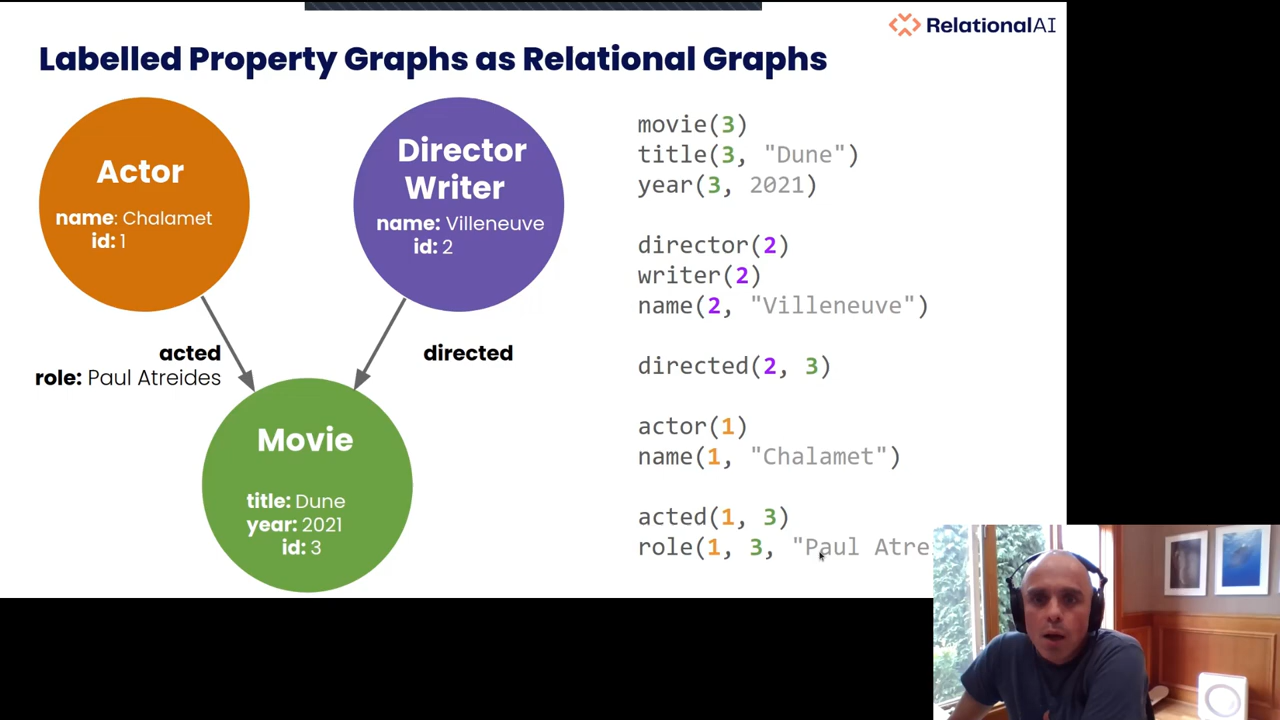 RelationalAI
Labelled Property Graphs as Relational Graphs
Actor
name: Chalamet
id: 1
Director
Writer
name: Villeneuve
id: 2
acted
role: Paul Atreides
directed
Movie
title: Dune
year: 2021
id: 3
movie(3)
title(3, "Dune")
year(3, 2021)
director(2)
writer(2)
name(2, "Villeneuve")
directed(2, 3)
actor(1)
name(1, "Chalamet")
acted(1, 3)
role(1, 3, "Paul Atre